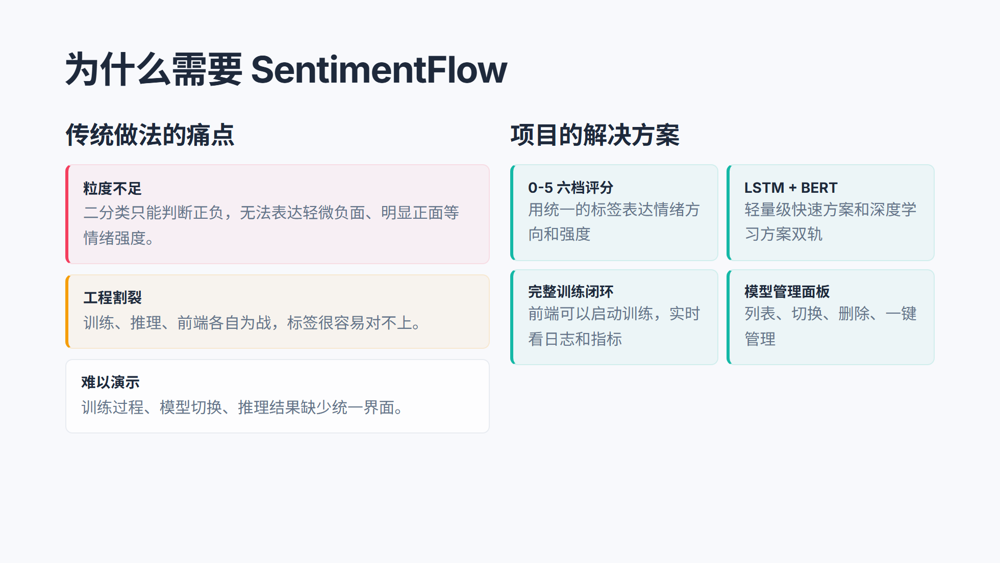 为什么需要 SentimentFlow
传统做法的痛点
粒度不足
二分类只能判断正负，无法表达轻微负面、明显正面等
情绪强度。
工程割裂
训练、推理、前端各自为战，标签很容易对不上。
难以演示
训练过程、模型切换、推理结果缺少统一界面。
项目的解决方案
0-5 六档评分
用统一的标签表达情绪方
向和强度
LSTM + BERT
轻量级快速方案和深度学
习方案双轨
完整训练闭环
前端可以启动训练，实时
看日志和指标
模型管理面板
列表、切换、删除、一键
管理